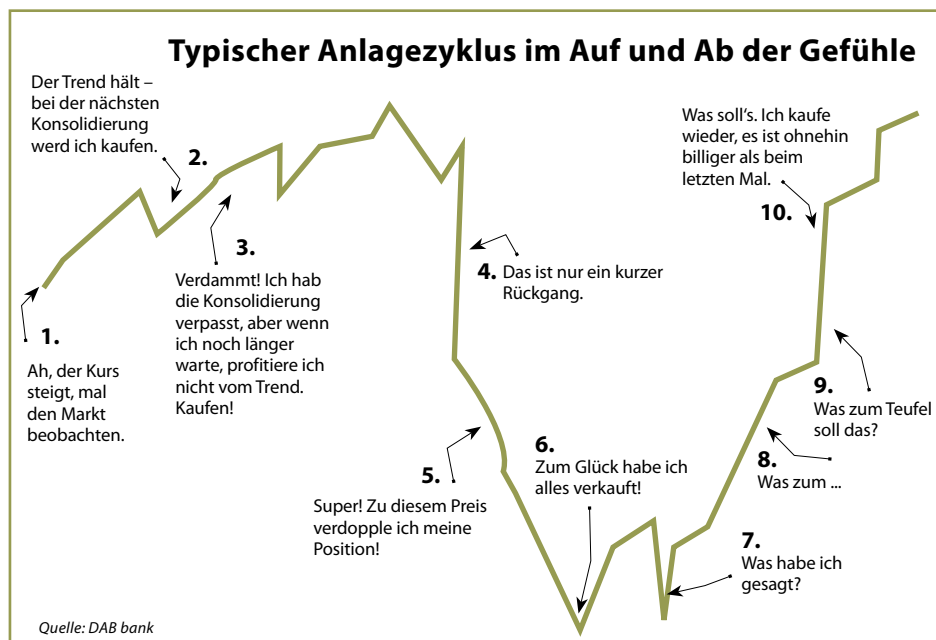 Typischer Anlagezyklus im Auf und Ab der Gefühle
1.
Ah, der Kurs
steigt, mal
den Markt
beobachten.
2.
Der Trend hält –
bei der nächsten
Konsolidierung
werd ich kaufen.
3.
Verdammt! Ich hab
die Konsolidierung
verpasst, aber wenn
ich noch länger
warte, profitiere ich
nicht vom Trend.
Kaufen!
4. Das ist nur ein kurzer
Rückgang.
5.
Super! Zu diesem Preis
verdopple ich meine
Position!
6.
Zum Glück habe ich
alles verkauft!
7.
Was habe ich
gesagt?
8.
Was zum ...
9.
Was zum Teufel
soll das?
10.
Was soll‘s. Ich kaufe
wieder, es ist ohnehin
billiger als beim
letzten Mal.
Quelle: DAB bank